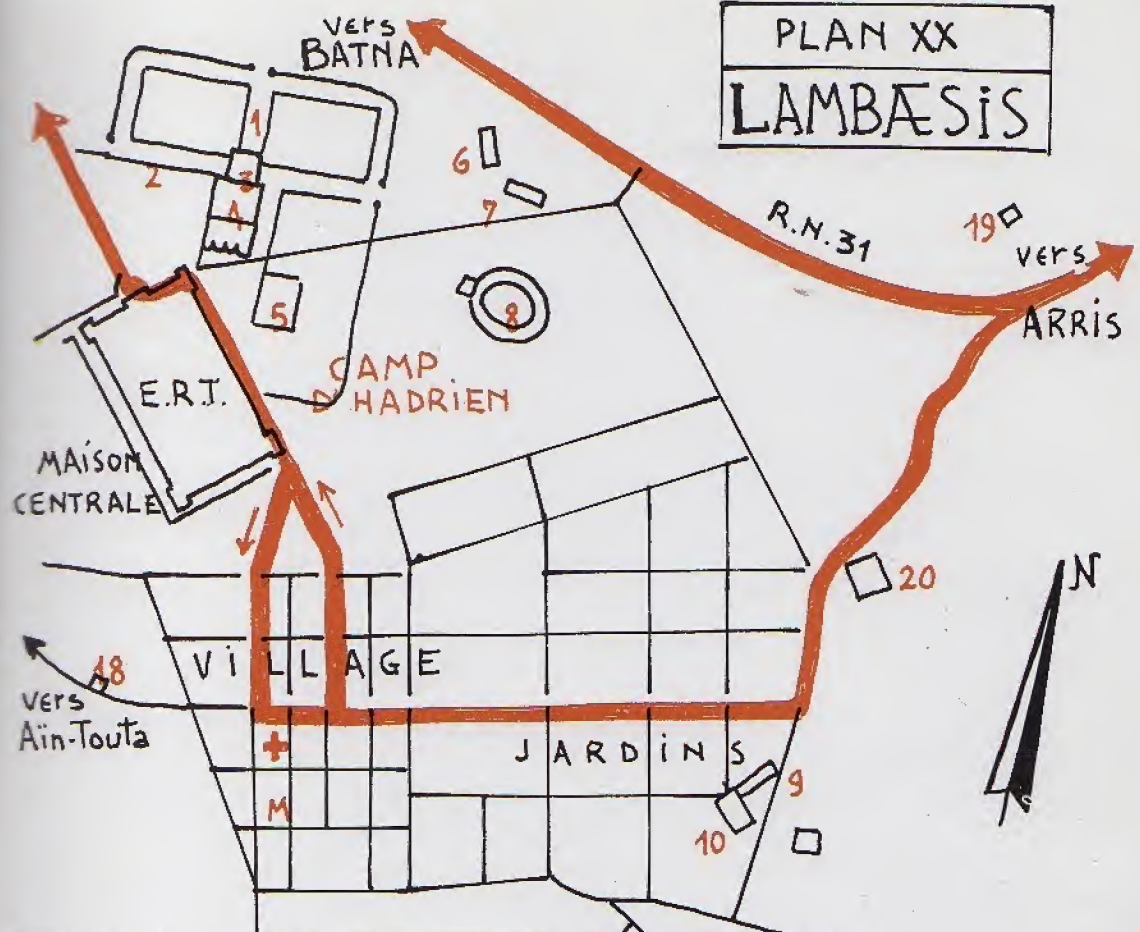 PLAN XX
LAMBÆSIS
vers
BATNA
1
2
3
4
5
6
7
8
R.N.31
19
vers
ARRIS
CAMP
D'HADRIEN
E.R.I.
MAISON
CENTRALE
20
N
VILLAGE
18
vers
Aïn-Touta
JARDINS
M
9
10